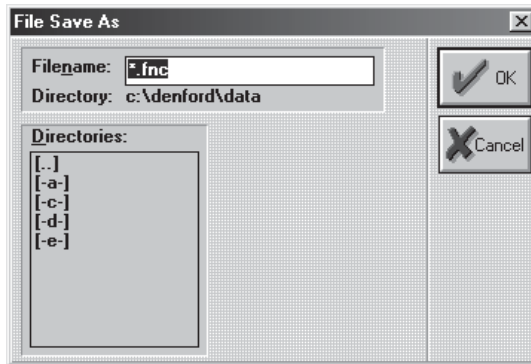 File Save As
Filename: *.fnc
Directory: c:\denford\data
Directories:
[..]
[-a-]
[-c-]
[-d-]
[-e-]
OK
Cancel